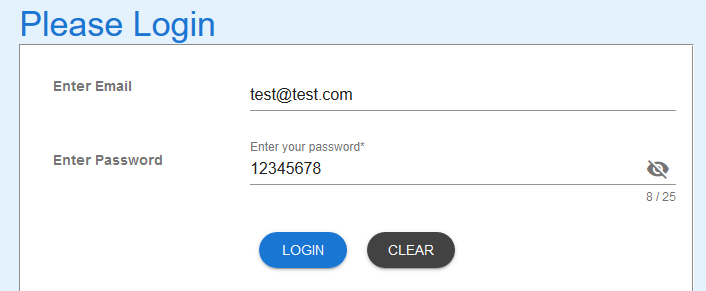 Please Login
Enter Email
test@test.com
Enter your password*
Enter Password
12345678
8 / 25
LOGIN CLEAR